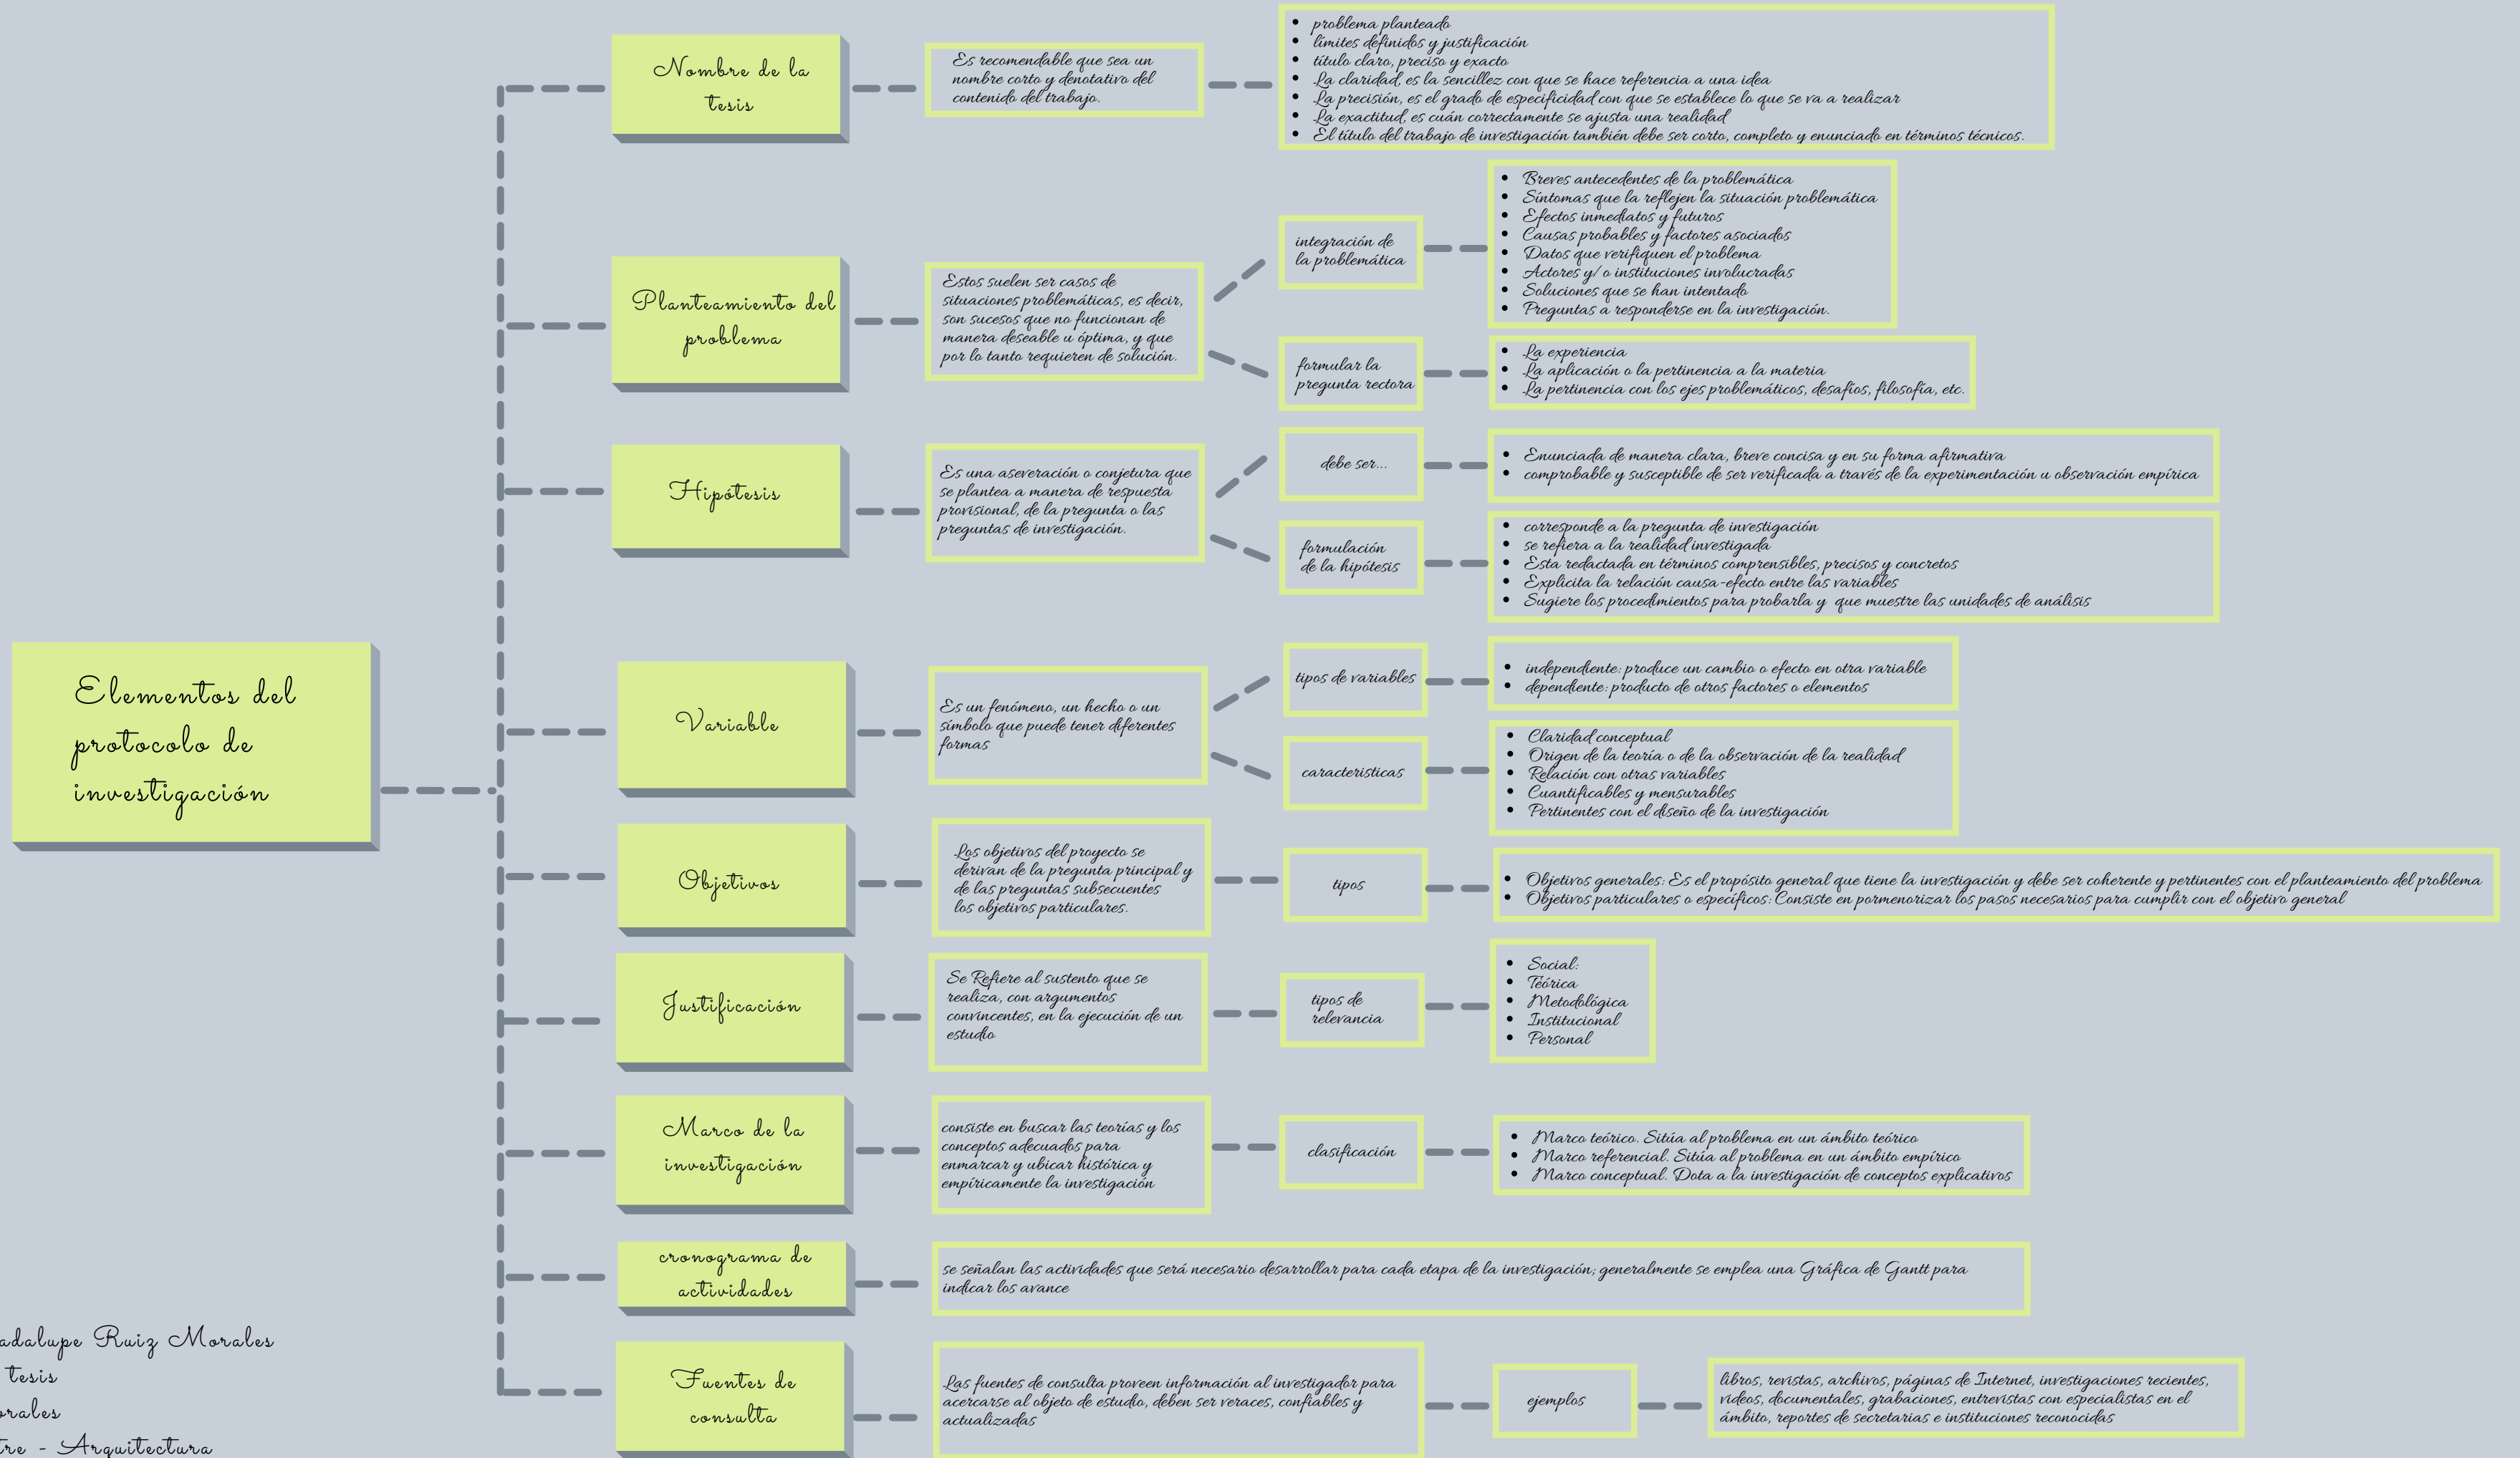 Elementos del
protocolo de
investigación
Nombre de la
tesis
Es recomendable que sea un
nombre corto y denotativo del
contenido del trabajo.
problema planteado
límites definidos y justificación
título claro, preciso y exacto
La claridad, es la sencillez con que se hace referencia a una idea
La precisión, es el grado de especificidad con que se establece lo que se va a realizar
La exactitud, es cuán correctamente se ajusta una realidad
El título del trabajo de investigación también debe ser corto, completo y enunciado en términos técnicos.
Planteamiento del
problema
Estos suelen ser casos de
situaciones problemáticas, es decir,
son sucesos que no funcionan de
manera deseable u óptima, y que
por lo tanto requieren de solución.
integración de
la problemática
Breves antecedentes de la problemática
Síntomas que la reflejen la situación problemática
Efectos inmediatos y futuros
Causas probables y factores asociados
Datos que verifiquen el problema
Actores y/ o instituciones involucradas
Soluciones que se han intentado
Preguntas a responderse en la investigación.
formular la
pregunta rectora
La experiencia
La aplicación o la pertinencia a la materia
La pertinencia con los ejes problemáticos, desafíos, filosofía, etc.
Hipótesis
Es una aseveración o conjetura que
se plantea a manera de respuesta
provisional, de la pregunta o las
preguntas de investigación.
debe ser...
Enunciada de manera clara, breve concisa y en su forma afirmativa
comprobable y susceptible de ser verificada a través de la experimentación u observación empírica
formulación
de la hipótesis
corresponde a la pregunta de investigación
se refiera a la realidad investigada
Esta redactada en términos comprensibles, precisos y concretos
Explicita la relación causa-efecto entre las variables
Sugiere los procedimientos para probarla y que muestre las unidades de análisis
Variable
Es un fenómeno, un hecho o un
símbolo que puede tener diferentes
formas
tipos de variables
independiente: produce un cambio o efecto en otra variable
dependiente: producto de otros factores o elementos
caracteristicas
Claridad conceptual
Origen de la teoría o de la observación de la realidad
Relación con otras variables
Cuantificables y mensurables
Pertinentes con el diseño de la investigación
Objetivos
Los objetivos del proyecto se
derivan de la pregunta principal y
de las preguntas subsecuentes
los objetivos particulares.
tipos
Objetivos generales: Es el propósito general que tiene la investigación y debe ser coherente y pertinentes con el planteamiento del problema
Objetivos particulares o específicos: Consiste en pormenorizar los pasos necesarios para cumplir con el objetivo general
Justificación
Se Refiere al sustento que se
realiza, con argumentos
convincentes, en la ejecución de un
estudio
tipos de
relevancia
Social:
Teórica
Metodológica
Institucional
Personal
Marco de la
investigación
consiste en buscar las teorías y los
conceptos adecuados para
enmarcar y ubicar histórica y
empíricamente la investigación
clasificación
Marco teórico. Sitúa al problema en un ámbito teórico
Marco referencial. Sitúa al problema en un ámbito empírico
Marco conceptual. Dota a la investigación de conceptos explicativos
cronograma de
actividades
se señalan las actividades que será necesario desarrollar para cada etapa de la investigación; generalmente se emplea una Gráfica de Gantt para
indicar los avance
Fuentes de
consulta
Las fuentes de consulta proveen información al investigador para
acercarse al objeto de estudio, deben ser veraces, confiables y
actualizadas
ejemplos
libros, revistas, archivos, páginas de Internet, investigaciones recientes,
videos, documentales, grabaciones, entrevistas con especialistas en el
ámbito, reportes de secretarias e instituciones reconocidas
adalupe Ruiz Morales
tesis
orales
tre - Arquitectura